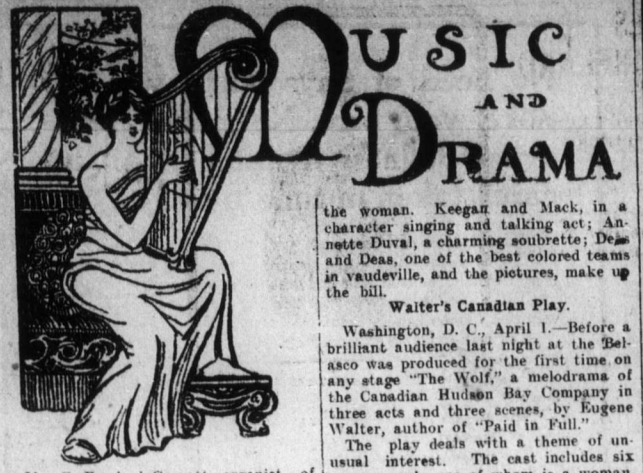 MUSIC
AND
DRAMA
the woman. Keegan and Mack, in a
character singing and talking act; An-
nette Duval, a charming soubrette; Deas
and Deas, one of the best colored teams
in vaudeville, and the pictures, make up
the bill.
Walter's Canadian Play.
Washington, D. C., April 1.—Before a
brilliant audience last night at the Bel-
asco was produced for the first time on
any stage "The Wolf," a melodrama of
the Canadian Hudson Bay Company in
three acts and three scenes, by Eugene
Walter, author of "Paid in Full."
The play deals with a theme of un-
usual interest. The cast includes six